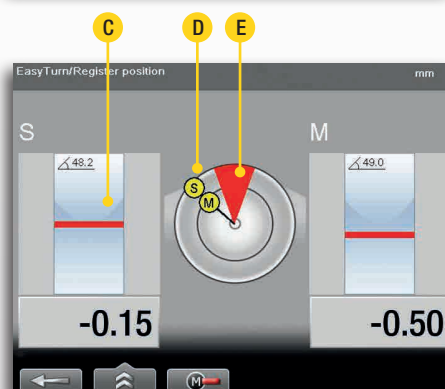 C D E
EasyTurn/Register position mm
S M
48.2 49.0
S
M
-0.15 -0.50
M